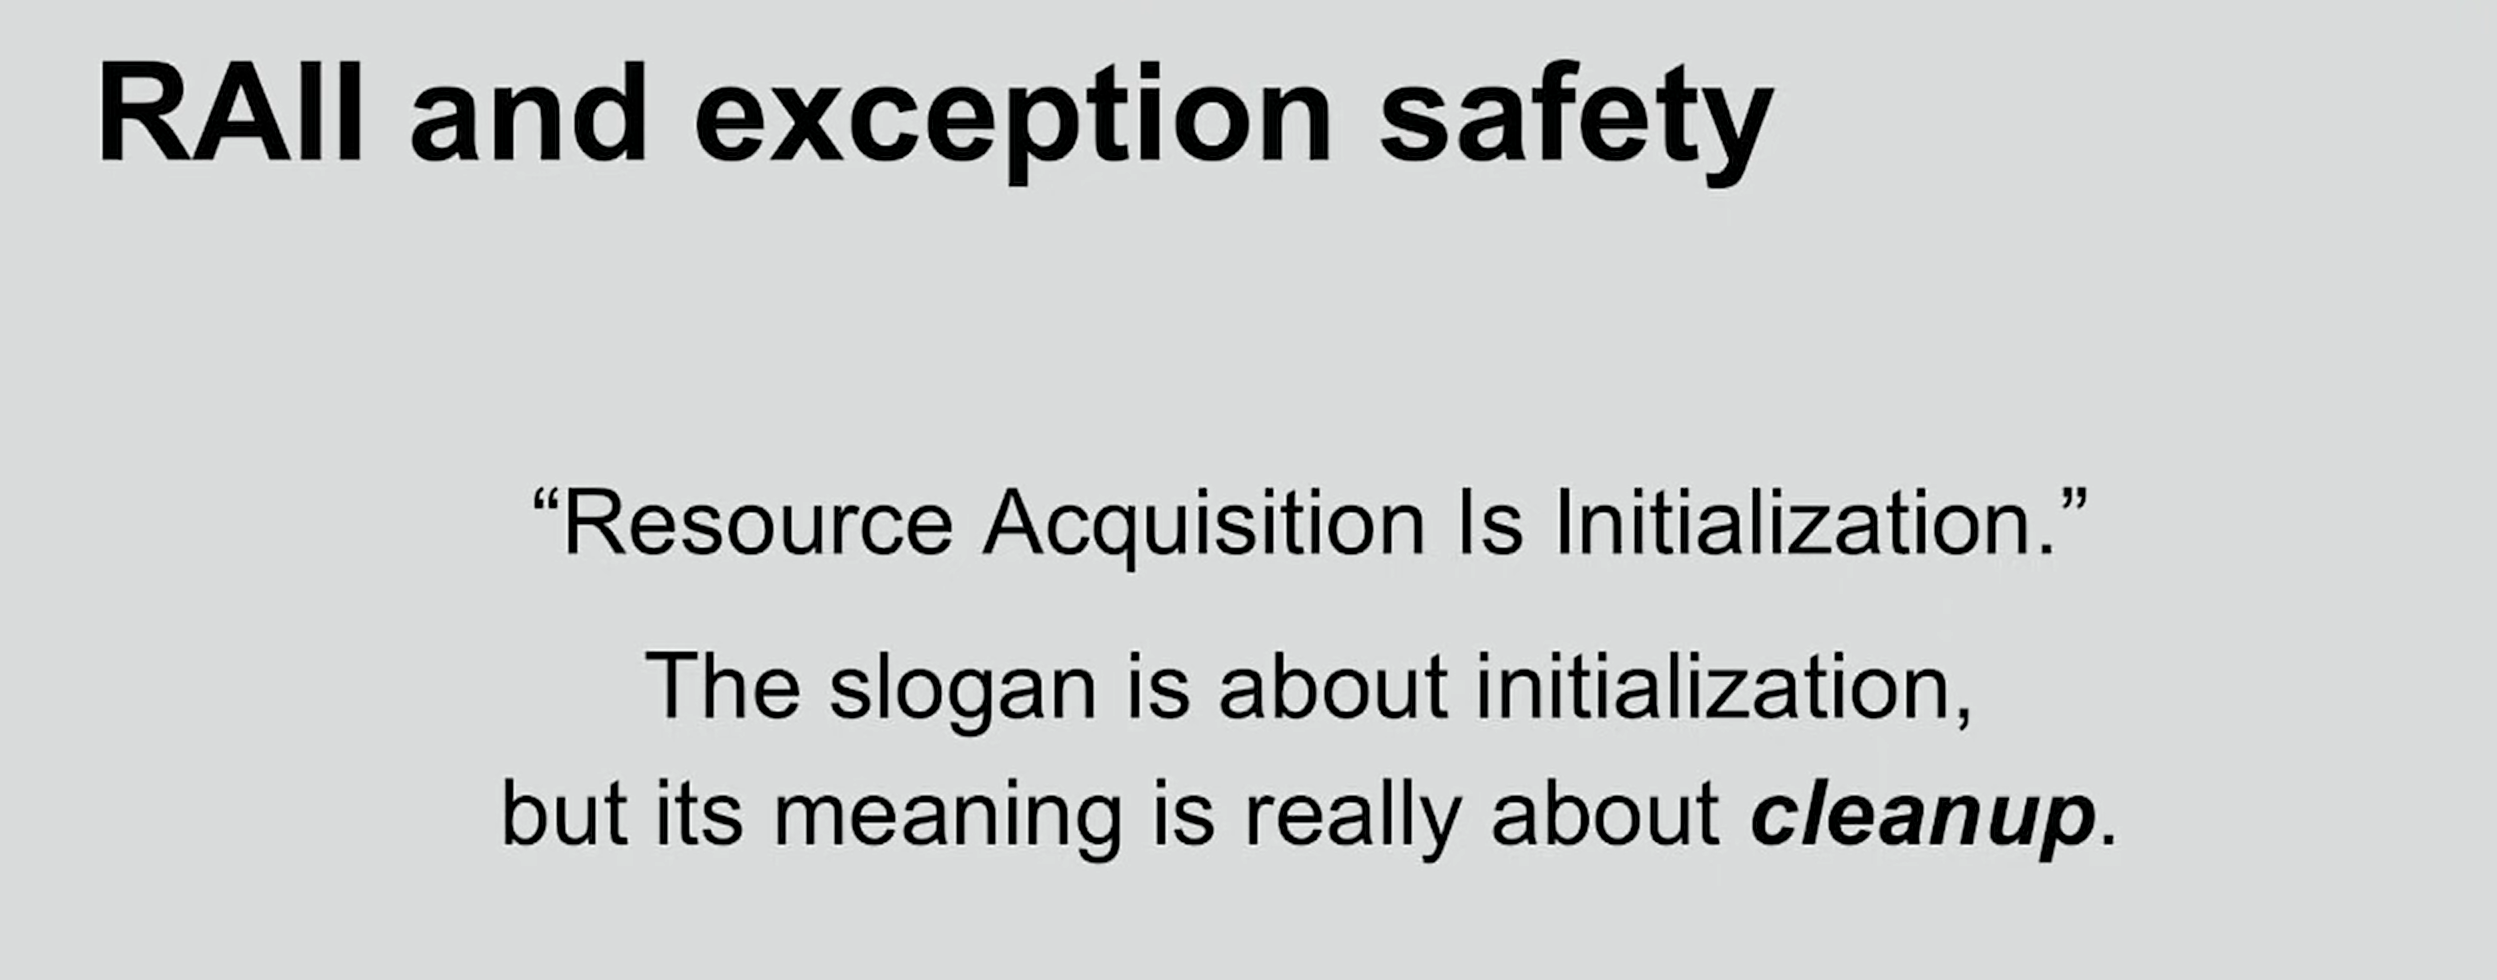 RAII and exception safety
“Resource Acquisition Is Initialization.”
The slogan is about initialization,
but its meaning is really about cleanup.